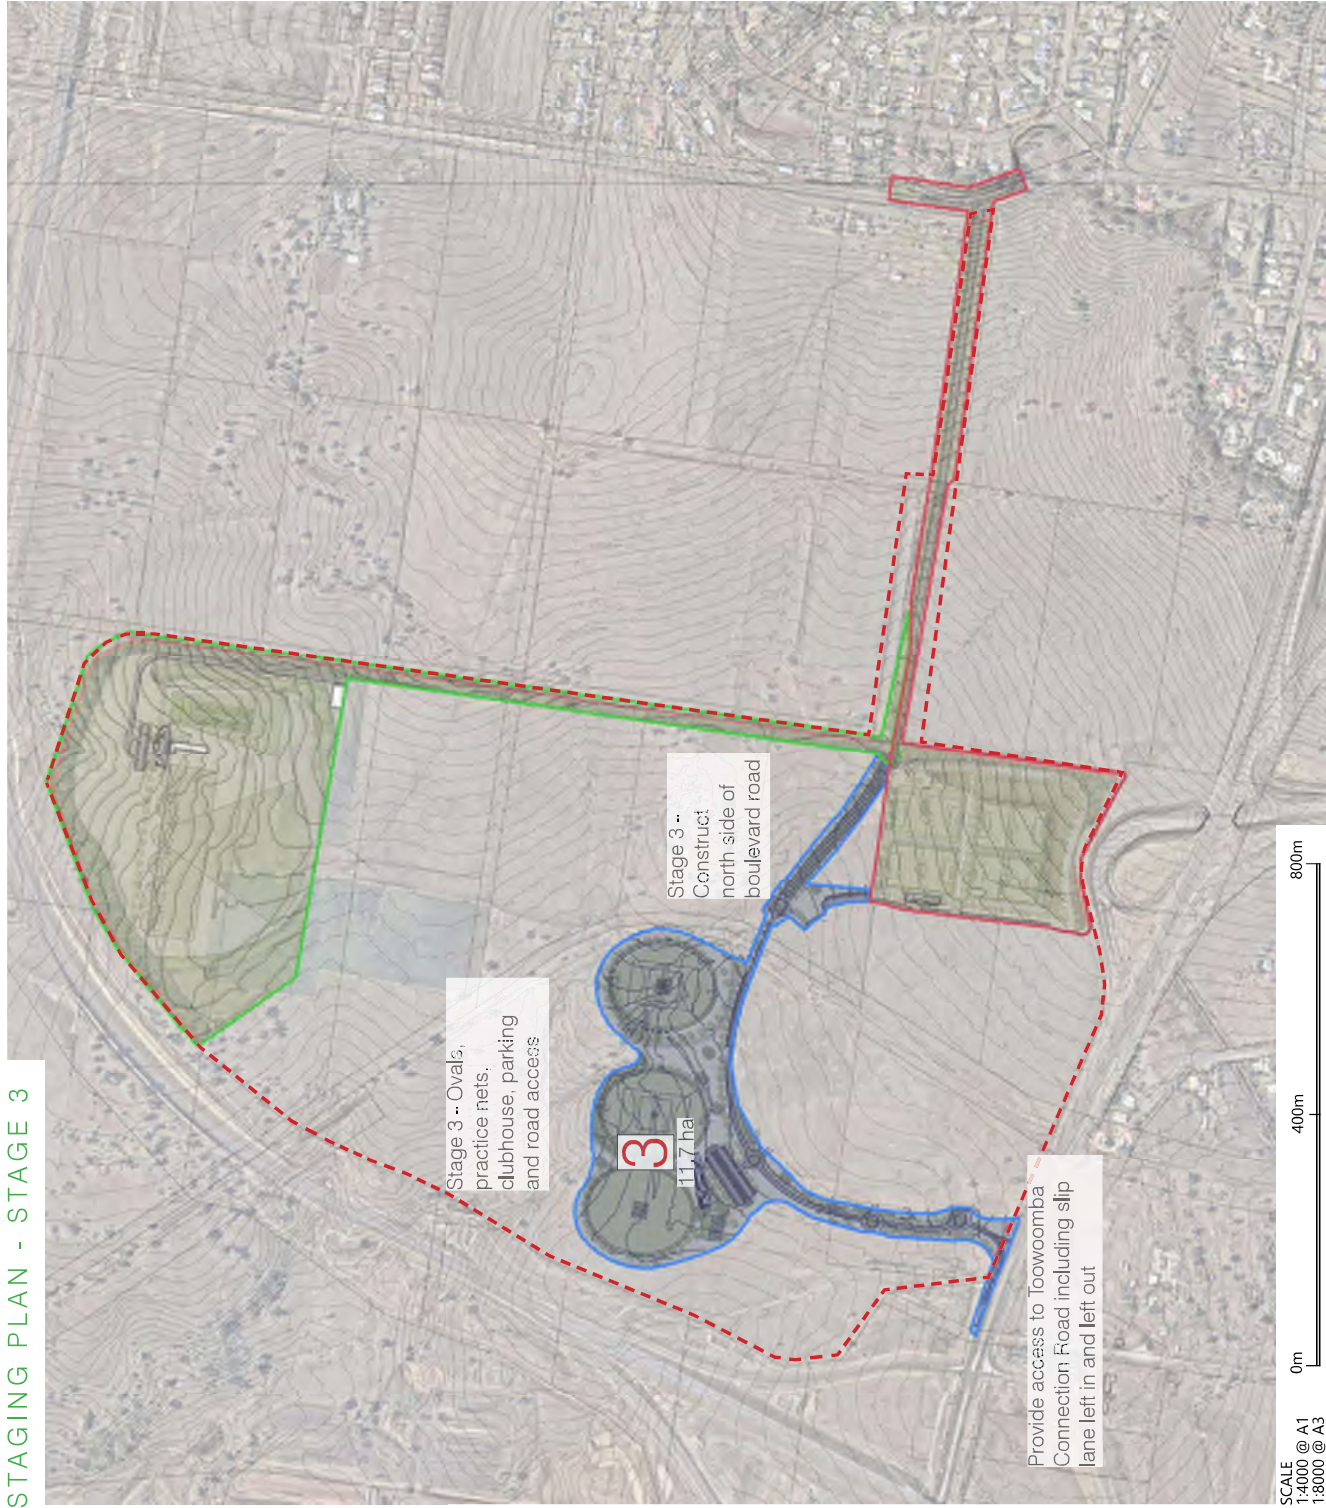 STAGING PLAN - STAGE 3
Stage 3 - Ovals,
practice nets,
clubhouse, parking
and road access
Stage 3 -
Construct
north side of
boulevard road
3
11.7 ha
Provide access to Toowoomba
Connection Road including slip
lane left in and left out
SCALE
1:4000 @ A1
1:8000 @ A3
0m
400m
800m